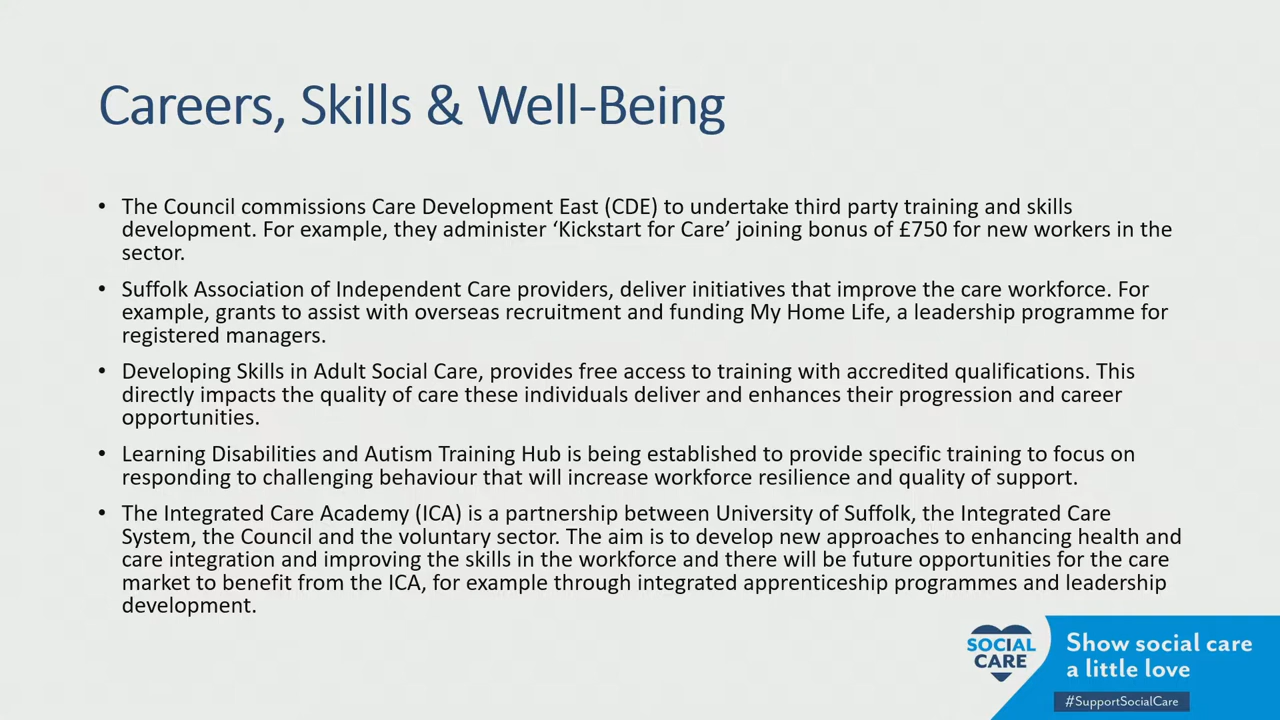 Careers, Skills & Well-Being
• The Council commissions Care Development East (CDE) to undertake third party training and skills
development. For example, they administer ‘Kickstart for Care’ joining bonus of £750 for new workers in the
sector.
• Suffolk Association of Independent Care providers, deliver initiatives that improve the care workforce. For
example, grants to assist with overseas recruitment and funding My Home Life, a leadership programme for
registered managers.
• Developing Skills in Adult Social Care, provides free access to training with accredited qualifications. This
directly impacts the quality of care these individuals deliver and enhances their progression and career
opportunities.
• Learning Disabilities and Autism Training Hub is being established to provide specific training to focus on
responding to challenging behaviour that will increase workforce resilience and quality of support.
• The Integrated Care Academy (ICA) is a partnership between University of Suffolk, the Integrated Care
System, the Council and the voluntary sector. The aim is to develop new approaches to enhancing health and
care integration and improving the skills in the workforce and there will be future opportunities for the care
market to benefit from the ICA, for example through integrated apprenticeship programmes and leadership
development.
SOCIAL
CARE
Show social care
a little love
#SupportSocialCare